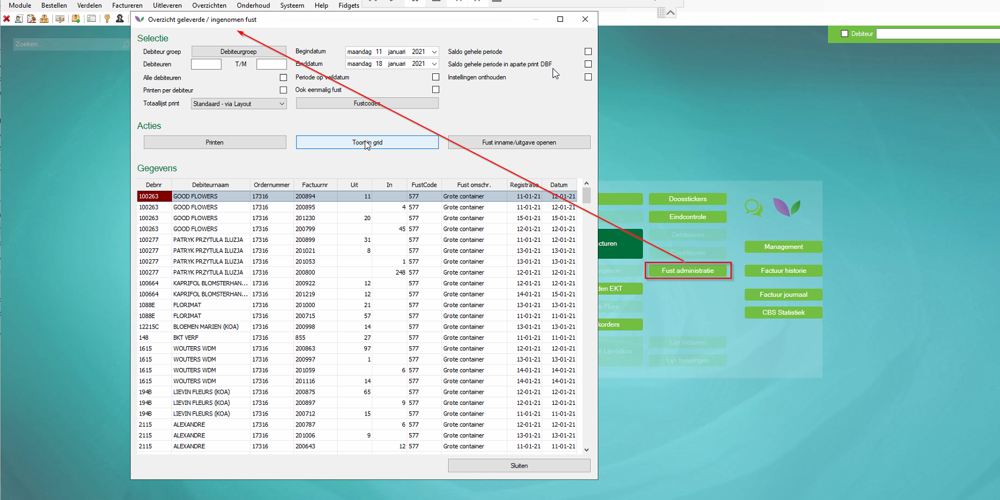 Module Bestellen Verdelen Factureren Uitleveren Overzichten Onderhoud Systeem Help Fidgets
Zoeken...
Debiteur
Overzicht geleverde / ingenomen fust
Selectie
Debiteur groep Debiteurgroep Begindatum maandag 11 januari 2021 Saldo gehele periode
Debiteuren T/M Einddatum maandag 18 januari 2021 Saldo gehele periode in aparte print DBF
Alle debiteuren Periode op veildatum Instellingen onthouden
Printen per debiteur Ook eenmalig fust
Totaallijst print Standaard - via Layout Fustcodes
Acties
Printen Toon in grid Fust inname/uitgave openen
Gegevens
Debnr Debiteurnaam Ordernummer Factuurnr Uit In FustCode Fust omschr. Registratie Datum
100263 GOOD FLOWERS 17316 200894 11 577 Grote container 11-01-21 12-01-21
100263 GOOD FLOWERS 17316 200895 4 577 Grote container 11-01-21 12-01-21
100263 GOOD FLOWERS 17316 201230 20 577 Grote container 15-01-21 15-01-21
100263 GOOD FLOWERS 17316 200799 45 577 Grote container 12-01-21 12-01-21
100277 PATRYK PRZYTULA ILUZJA 17316 200899 31 577 Grote container 11-01-21 12-01-21
100277 PATRYK PRZYTULA ILUZJA 17316 201021 8 577 Grote container 13-01-21 13-01-21
100277 PATRYK PRZYTULA ILUZJA 17316 201053 1 577 Grote container 13-01-21 13-01-21
100277 PATRYK PRZYTULA ILUZJA 17316 200800 248 577 Grote container 12-01-21 12-01-21
100664 KAPRIFOL BLOMSTERHAN... 17316 200922 12 577 Grote container 12-01-21 12-01-21
100664 KAPRIFOL BLOMSTERHAN... 17316 201219 12 577 Grote container 14-01-21 15-01-21
1088E FLORIMAT 17316 201000 21 577 Grote container 13-01-21 13-01-21
1088E FLORIMAT 17316 200715 57 577 Grote container 11-01-21 11-01-21
12215C BLOEMEN MARIEN (KOA) 17316 200998 14 577 Grote container 13-01-21 13-01-21
148 BKT VERF 17316 855 27 577 Grote container 11-01-21 11-01-21
1615 WOUTERS WDM 17316 200863 97 577 Grote container 12-01-21 12-01-21
1615 WOUTERS WDM 17316 200997 1 577 Grote container 13-01-21 13-01-21
1615 WOUTERS WDM 17316 201059 6 577 Grote container 14-01-21 14-01-21
1615 WOUTERS WDM 17316 201116 14 577 Grote container 14-01-21 14-01-21
194B LIEVIN FLEURS (KOA) 17316 200875 65 577 Grote container 12-01-21 12-01-21
194B LIEVIN FLEURS (KOA) 17316 200897 9 577 Grote container 12-01-21 12-01-21
194B LIEVIN FLEURS (KOA) 17316 200712 15 577 Grote container 11-01-21 11-01-21
2115 ALEXANDRE 17316 200787 6 577 Grote container 12-01-21 12-01-21
2115 ALEXANDRE 17316 201006 9 577 Grote container 13-01-21 13-01-21
2115 ALEXANDRE 17316 200643 12 577 Grote container 11-01-21 11-01-21
Sluiten
Doosstickers
Eindcontrole
Debiteuren
cturen Management
Crediteuren
rgeven Fust administratie Factuur historie
den EKT Factuur journaal
k Flora CBS Statistiek
korders
Lijn facturen
el Lijnrijders
Lijn betalingen